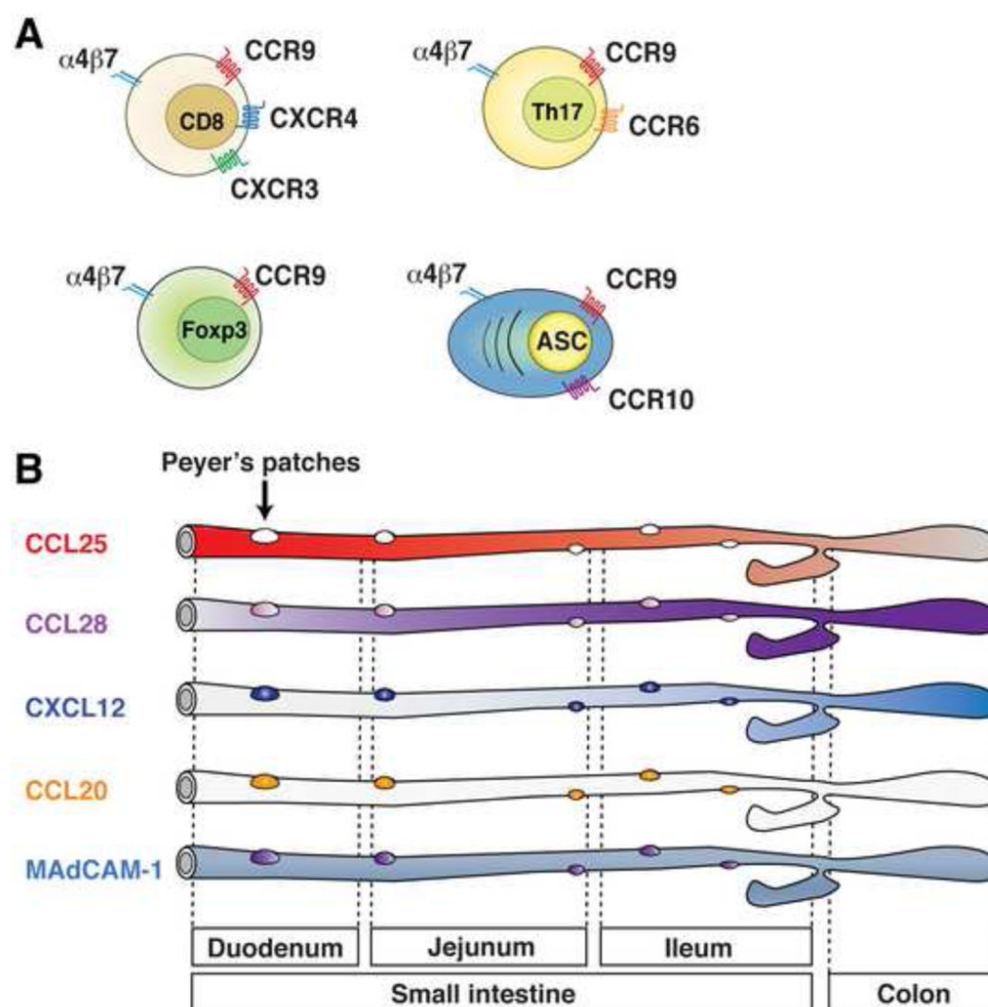 A
α4β7
CCR9
CD8
CXCR4
CXCR3
α4β7
CCR9
Th17
CCR6
α4β7
CCR9
Foxp3
α4β7
CCR9
ASC
CCR10
B
Peyer's patches
CCL25
CCL28
CXCL12
CCL20
MAdCAM-1
Duodenum
Jejunum
Ileum
Small intestine
Colon